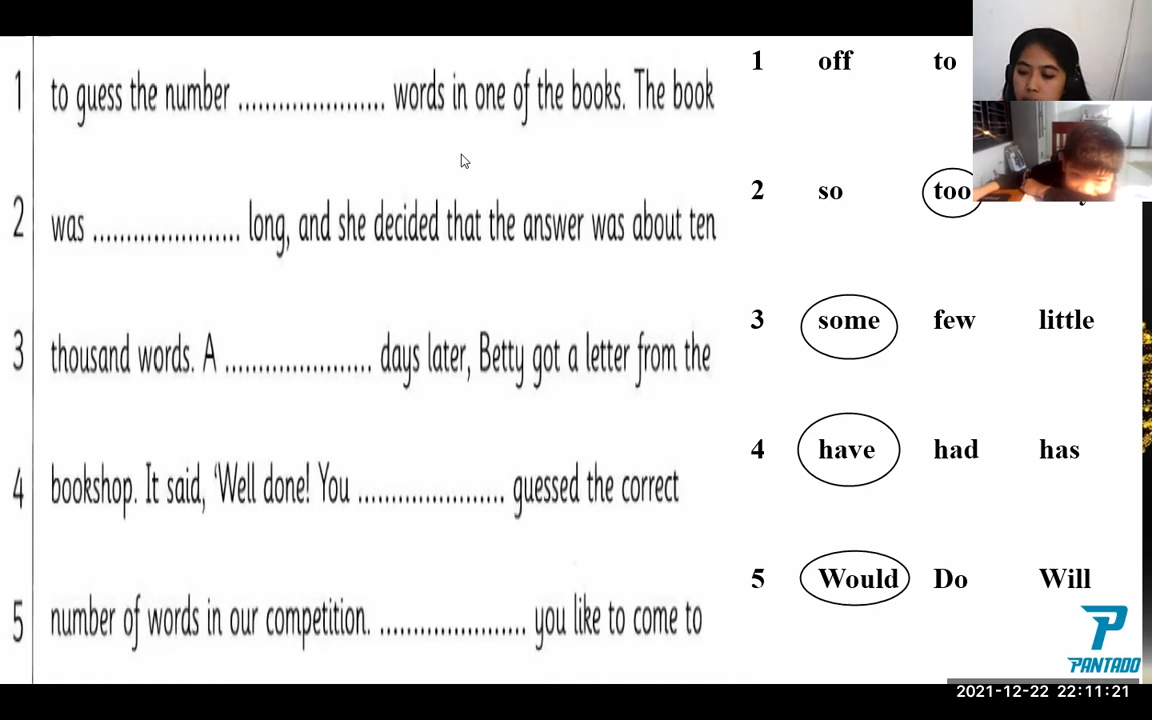 1 to guess the number ...................... words in one of the books. The book
2 was ...................... long, and she decided that the answer was about ten
3 thousand words. A ...................... days later, Betty got a letter from the
4 bookshop. It said, 'Well done! You ...................... guessed the correct
5 number of words in our competition. ...................... you like to come to
1 off to
2 so too
3 some few little
4 have had has
5 Would Do Will
PANTADO
2021-12-22 22:11:21